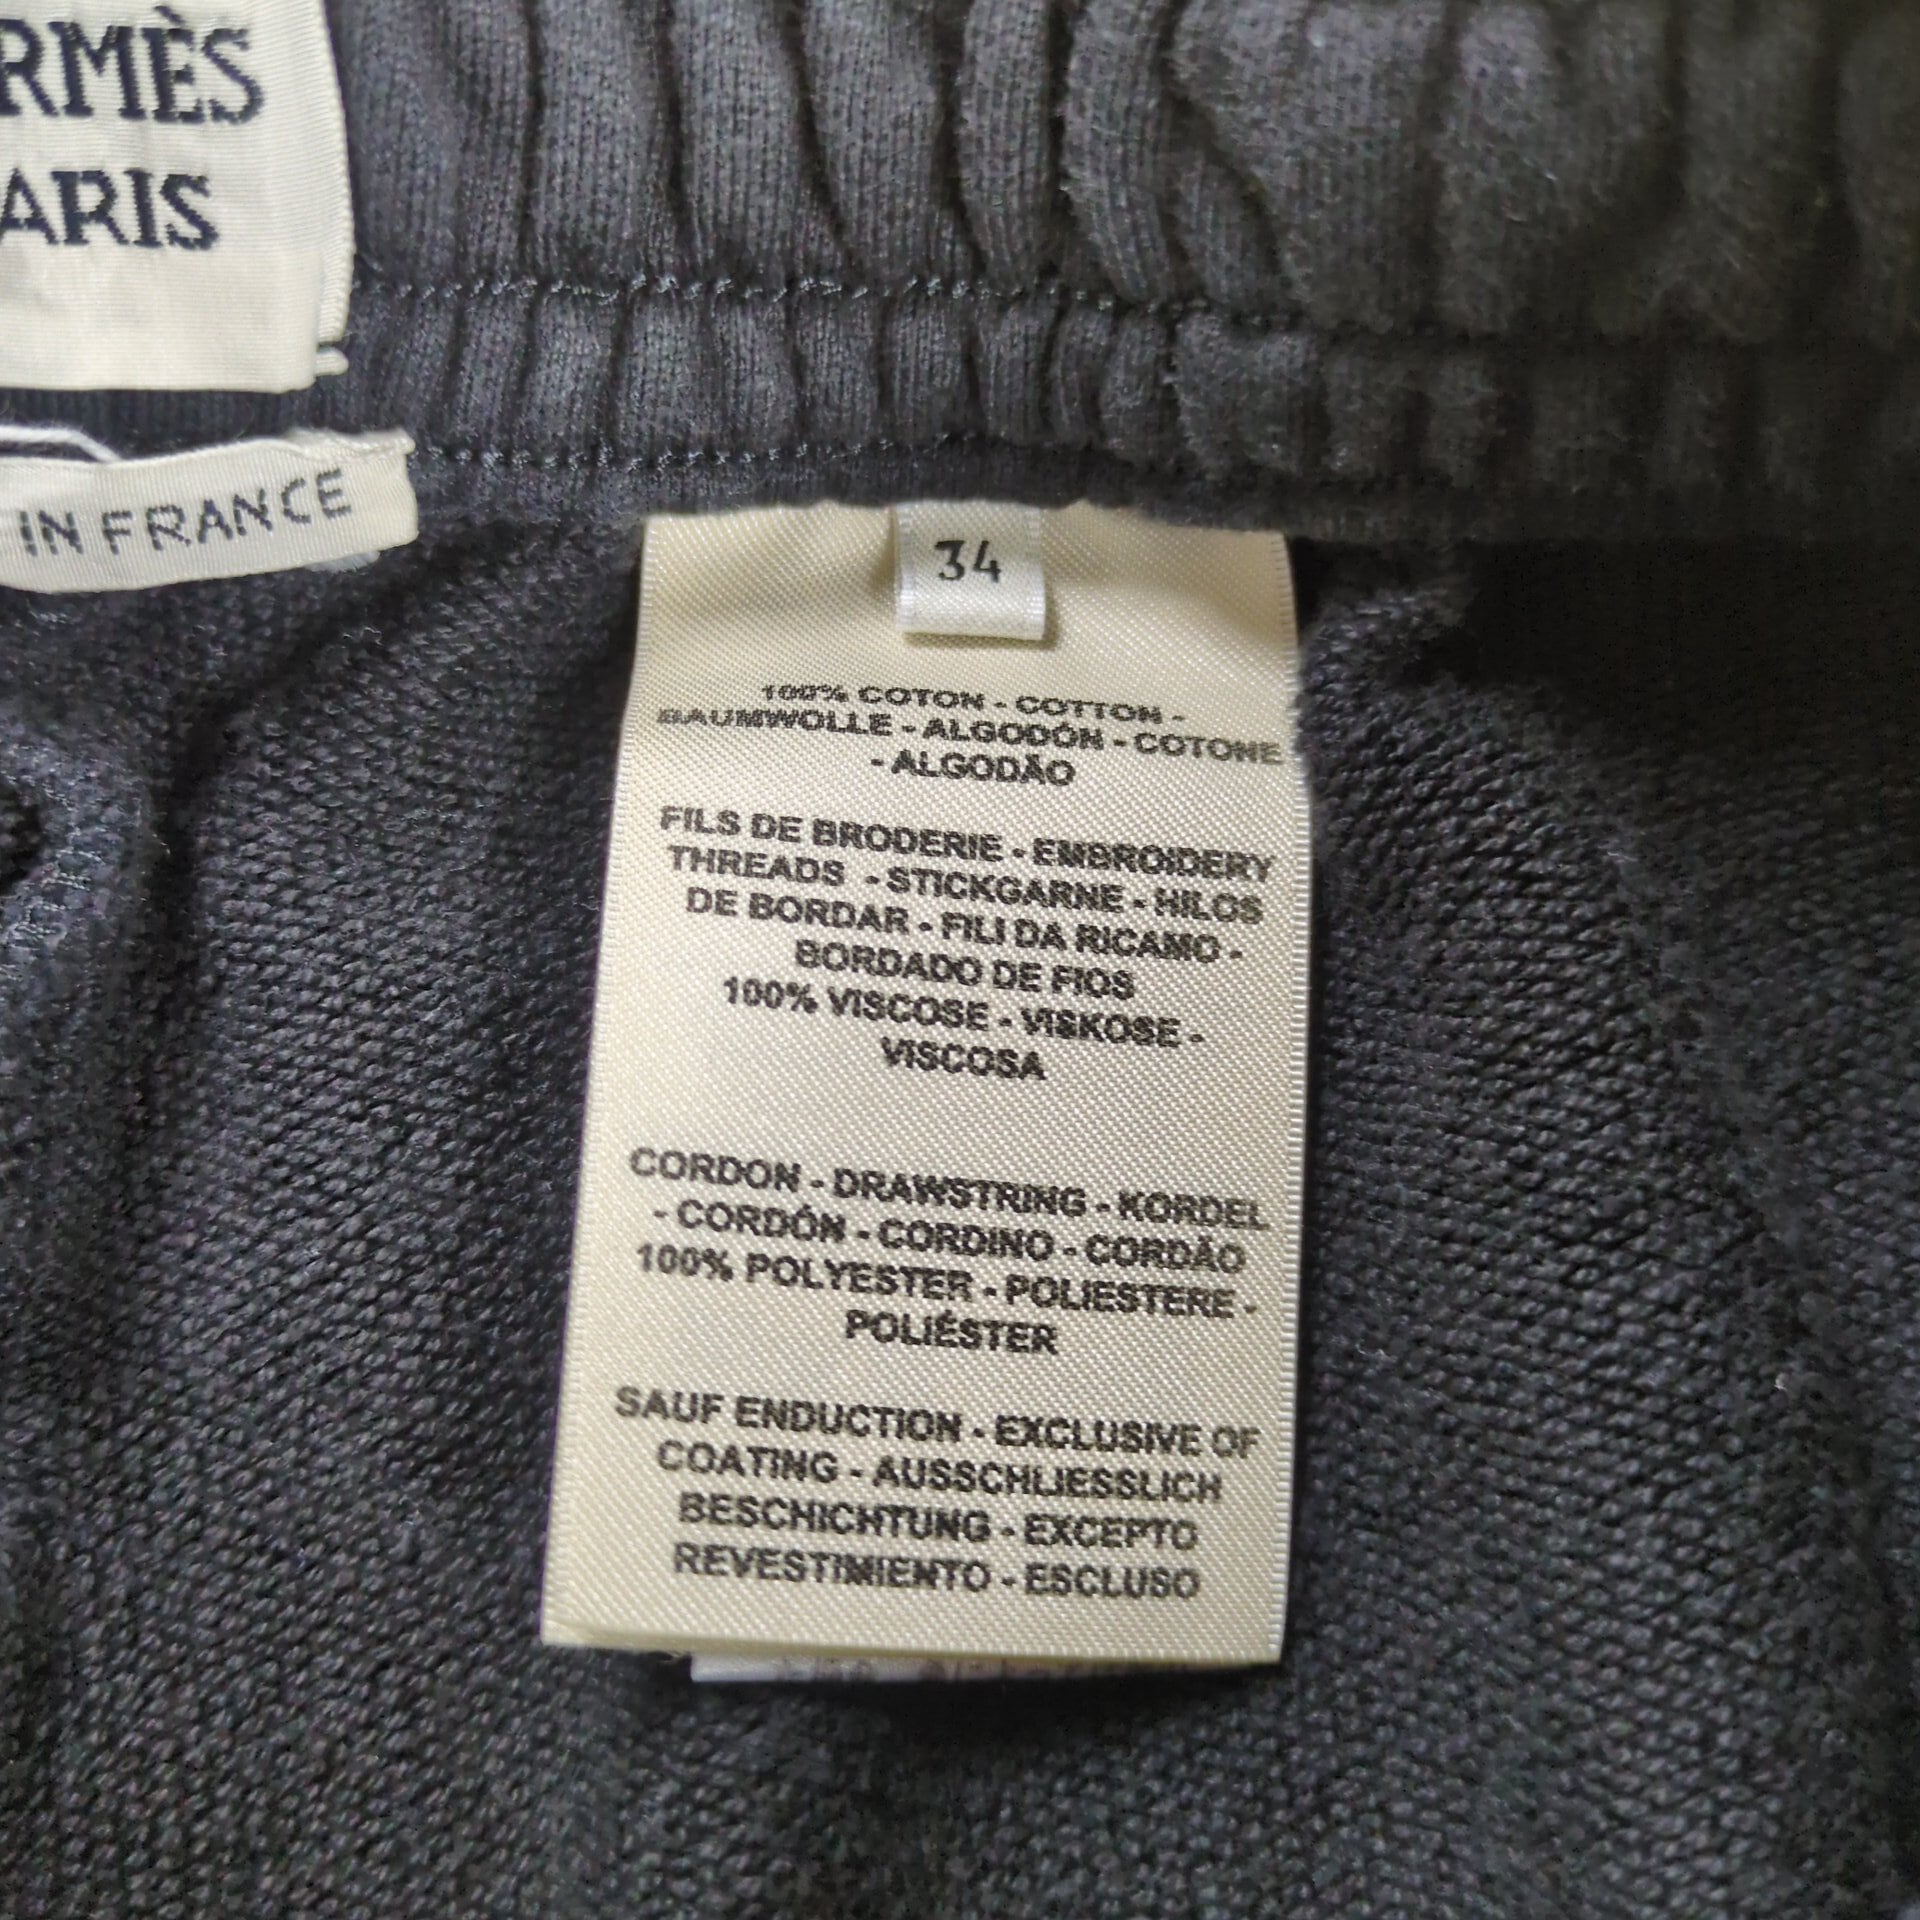 RMÈS
ARIS
IN FRANCE
34
100% COTON - COTTON -
BAUMWOLLE - ALGODÓN - COTONE
- ALGODÃO
FILS DE BRODERIE - EMBROIDERY
THREADS - STICKGARNE - HILOS
DE BORDAR - FILI DA RICAMO -
BORDADO DE FIOS
100% VISCOSE - VISKOSE -
VISCOSA
CORDON - DRAWSTRING - KORDEL
- CORDÓN - CORDINO - CORDÃO
100% POLYESTER - POLIESTERE -
POLIÉSTER
SAUF ENDUCTION - EXCLUSIVE OF
COATING - AUSSCHLIESSLICH
BESCHICHTUNG - EXCEPTO
REVESTIMIENTO - ESCLUSO